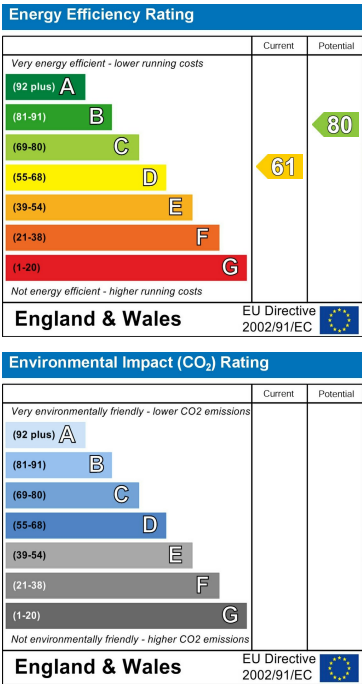 Energy Efficiency Rating
Current Potential
Very energy efficient - lower running costs
(92 plus) A
(81-91) B
(69-80) C
(55-68) D
(39-54) E
(21-38) F
(1-20) G
61
80
Not energy efficient - higher running costs
England & Wales
EU Directive
2002/91/EC
Environmental Impact (CO₂) Rating
Current Potential
Very environmentally friendly - lower CO2 emissions
(92 plus) A
(81-91) B
(69-80) C
(55-68) D
(39-54) E
(21-38) F
(1-20) G
Not environmentally friendly - higher CO2 emissions
England & Wales
EU Directive
2002/91/EC